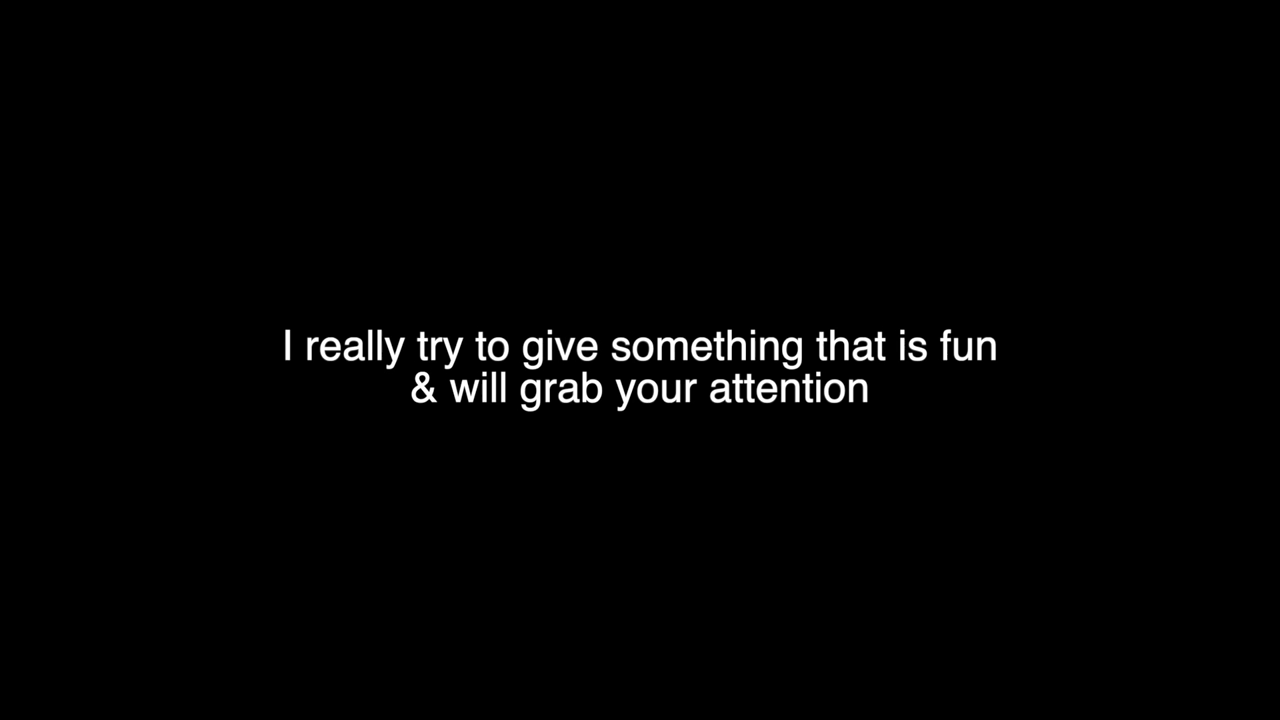 I really try to give something that is fun
& will grab your attention